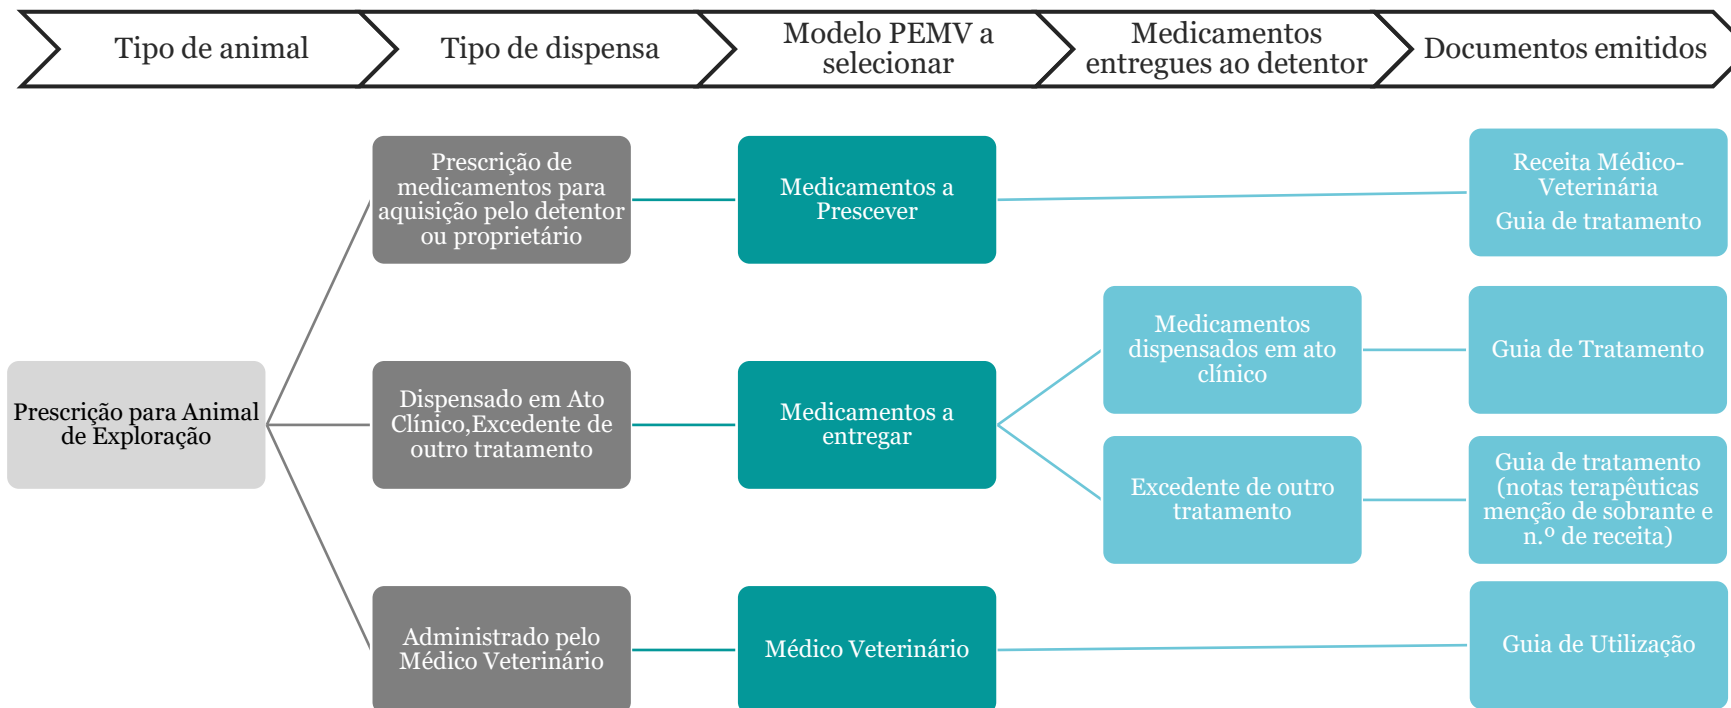 Tipo de animal
Tipo de dispensa
Modelo PEMV a
selecionar
Medicamentos
entregues ao detentor
Documentos emitidos
Prescrição para Animal
de Exploração
Prescrição de
medicamentos para
aquisição pelo detentor
ou proprietário
Medicamentos a
Prescever
Receita Médico-
Veterinária
Guia de tratamento
Dispensado em Ato
Clínico,Excedente de
outro tratamento
Medicamentos a
entregar
Medicamentos
dispensados em ato
clínico
Guia de Tratamento
Excedente de outro
tratamento
Guia de tratamento
(notas terapêuticas
menção de sobrante e
n.º de receita)
Administrado pelo
Médico Veterinário
Médico Veterinário
Guia de Utilização